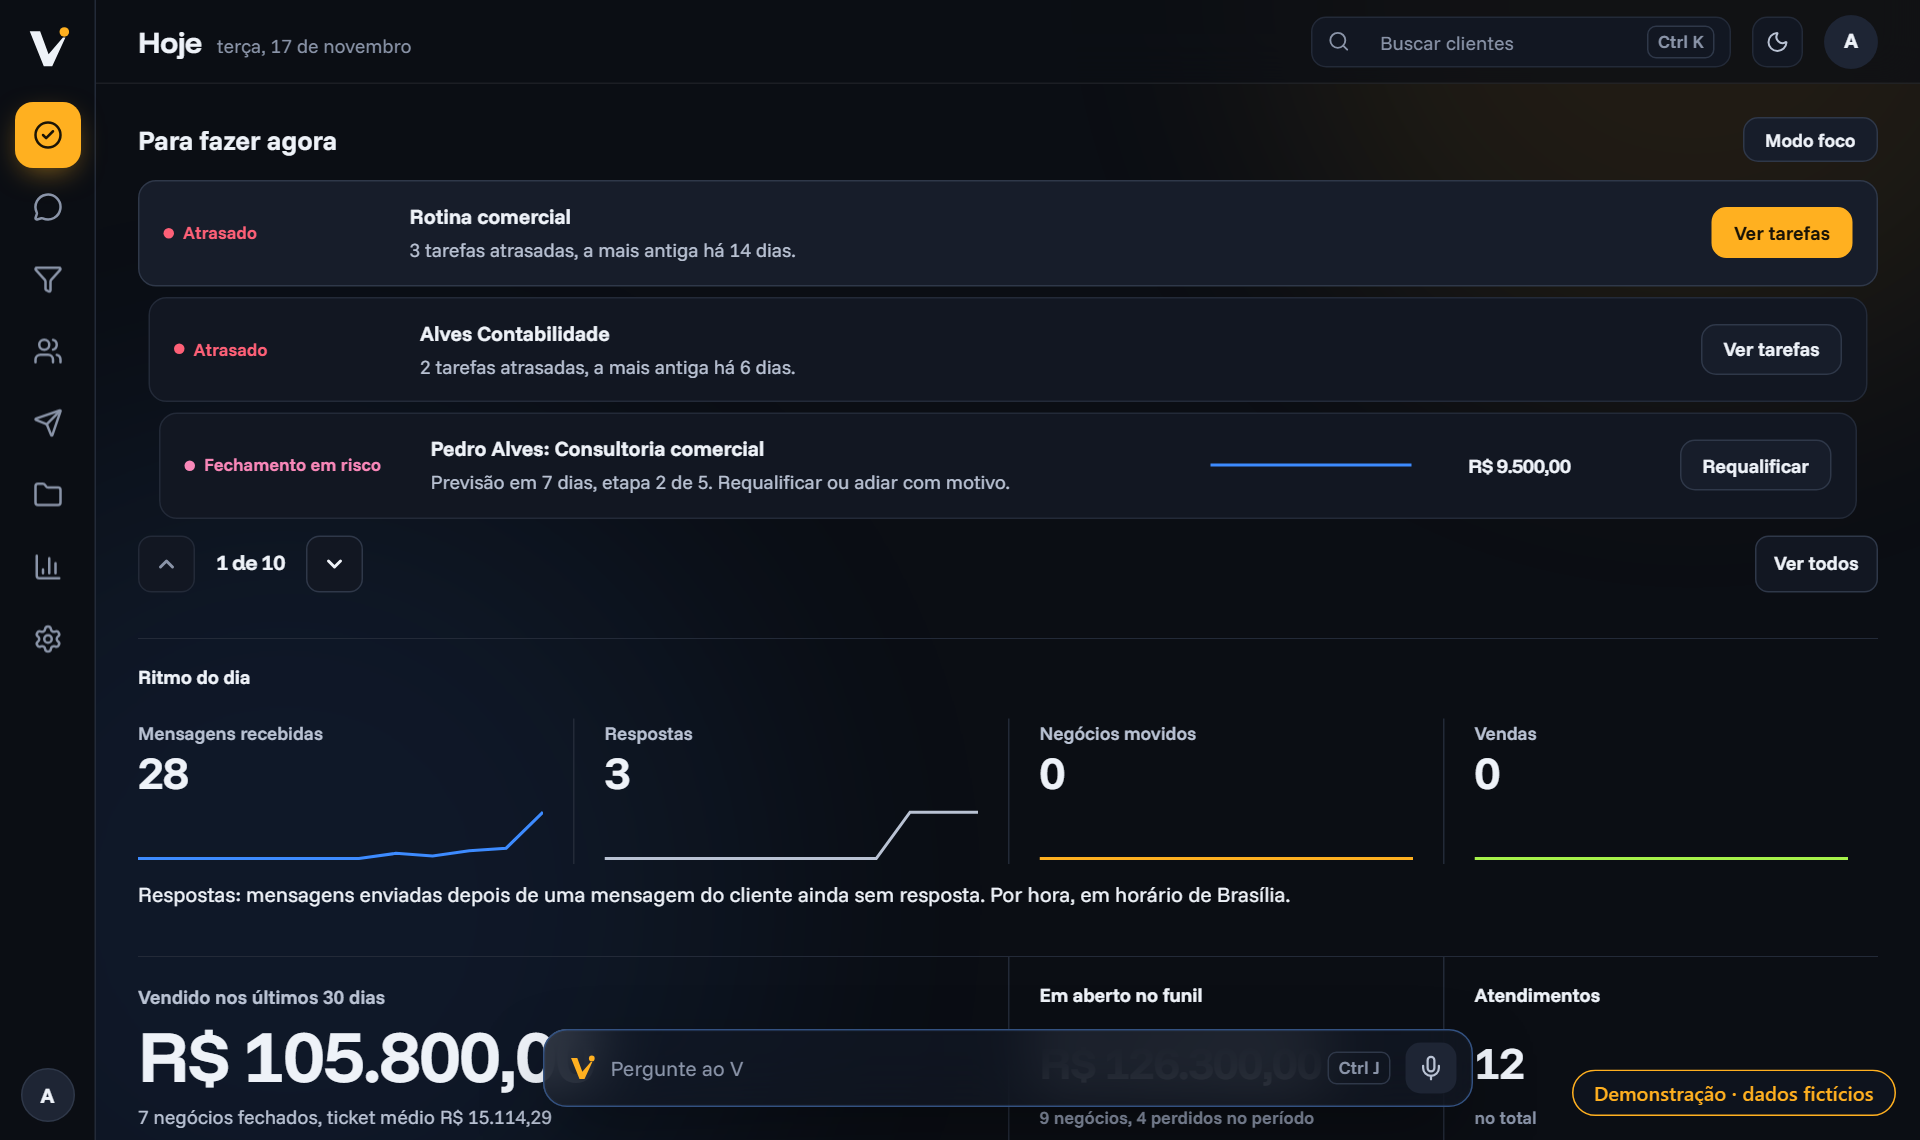 Hoje terça, 17 de novembro
Buscar clientes Ctrl K
A
Para fazer agora
Modo foco
Atrasado
Rotina comercial
3 tarefas atrasadas, a mais antiga há 14 dias.
Ver tarefas
Atrasado
Alves Contabilidade
2 tarefas atrasadas, a mais antiga há 6 dias.
Ver tarefas
Fechamento em risco
Pedro Alves: Consultoria comercial
Previsão em 7 dias, etapa 2 de 5. Requalificar ou adiar com motivo.
R$ 9.500,00
Requalificar
1 de 10
Ver todos
Ritmo do dia
Mensagens recebidas
28
Respostas
3
Negócios movidos
0
Vendas
0
Respostas: mensagens enviadas depois de uma mensagem do cliente ainda sem resposta. Por hora, em horário de Brasília.
Vendido nos últimos 30 dias
R$ 105.800,0
7 negócios fechados, ticket médio R$ 15.114,29
Em aberto no funil
R$ 126.300,00
9 negócios, 4 perdidos no período
Atendimentos
12
no total
Pergunte ao V
Ctrl J
Demonstração · dados fictícios
A